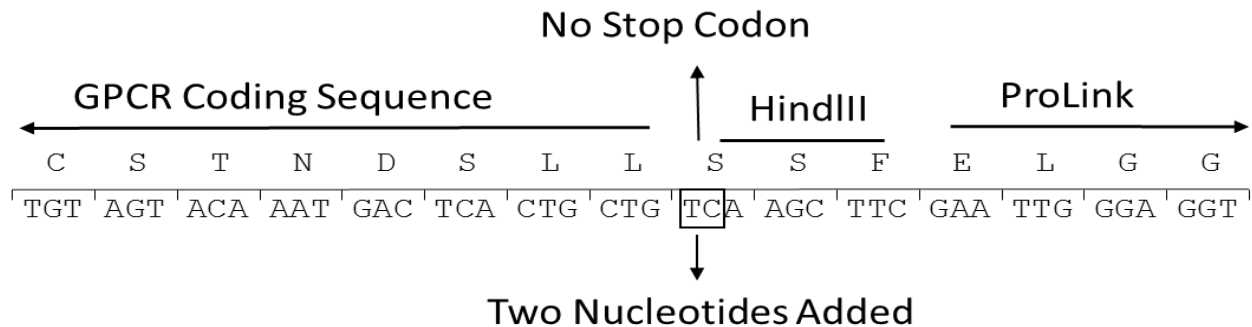 No Stop Codon
GPCR Coding Sequence
HindIII
ProLink
C S T N D S L L S S F E L G G
TGT AGT ACA AAT GAC TCA CTG CTG TCA AGC TTC GAA TTG GGA GGT
Two Nucleotides Added